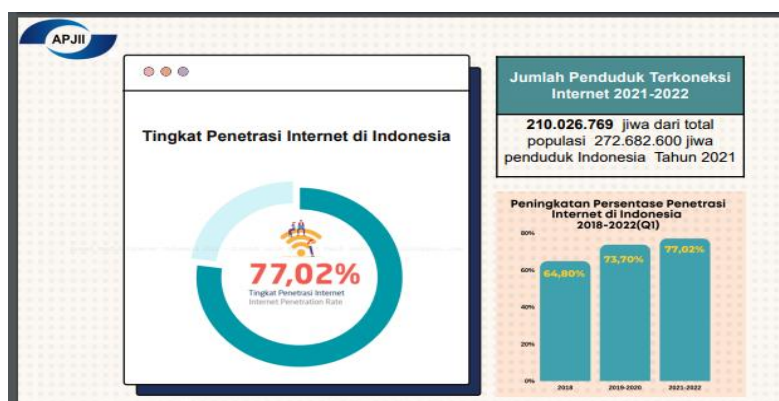 APJII
Tingkat Penetrasi Internet di Indonesia
77,02%
Tingkat Penetrasi Internet
Internet Penetration Rate
Jumlah Penduduk Terkoneksi
Internet 2021-2022
210.026.769 jiwa dari total
populasi 272.682.600 jiwa
penduduk Indonesia Tahun 2021
Peningkatan Persentase Penetrasi
Internet di Indonesia
2018-2022(Q1)
80%
60%
40%
20%
0%
64,80%
73,70%
77,02%
2018
2019-2020
2021-2022